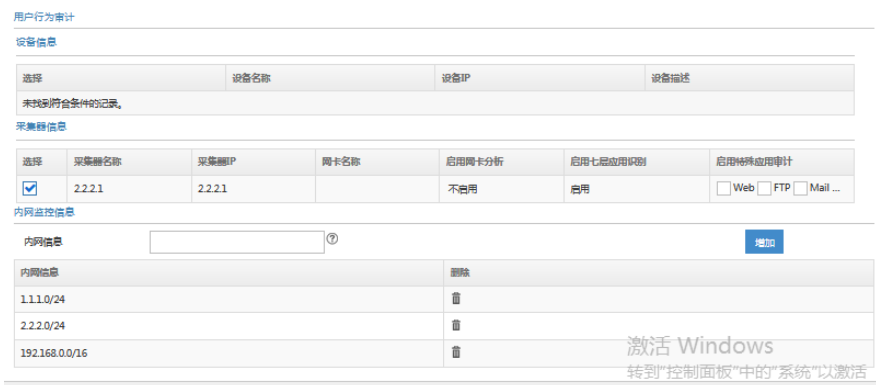 用户行为审计
设备信息
选择 设备名称 设备IP 设备描述
未找到符合条件的记录。
采集器信息
选择 采集器名称 采集器IP 网卡名称 启用网卡分析 启用七层应用识别 启用特殊应用审计
2.2.2.1 2.2.2.1 不启用 启用 Web FTP Mail ...
内网监控信息
内网信息 增加
内网信息 删除
1.1.1.0/24
2.2.2.0/24
192.168.0.0/16
激活 Windows
转到"控制面板"中的"系统"以激活